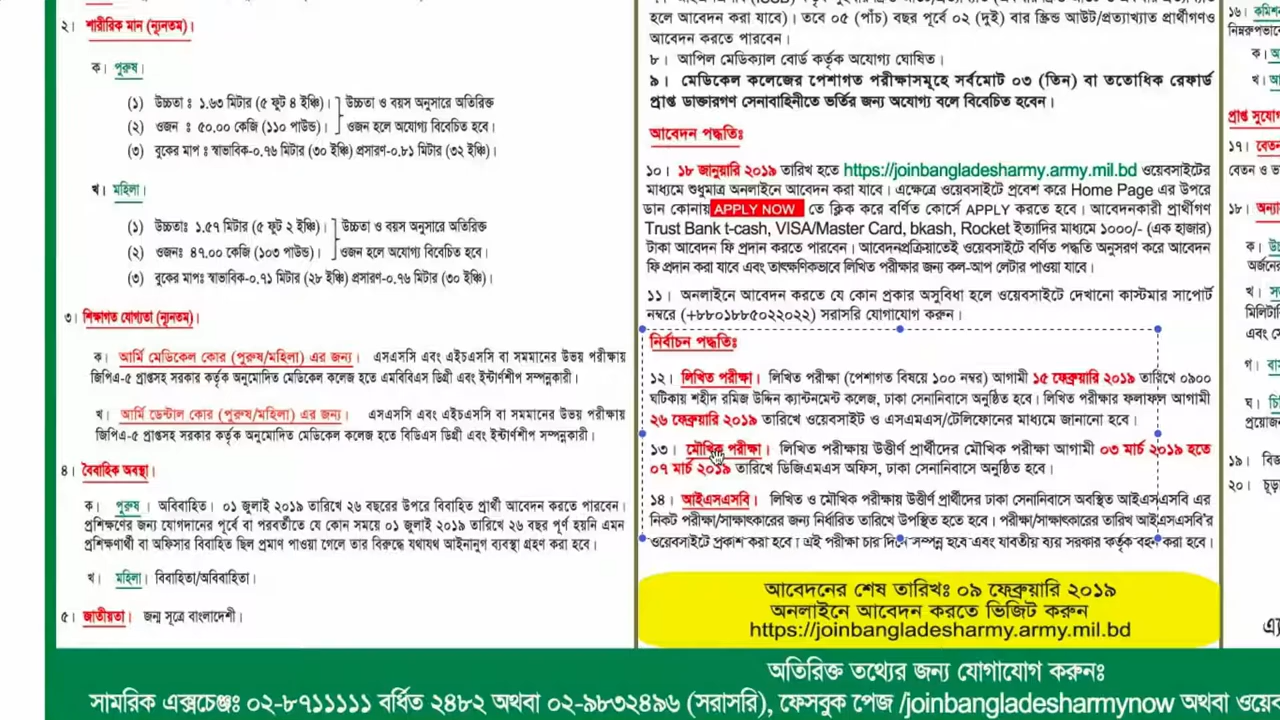 ২। শারীরিক মান (ন্যূনতম)।
ক। পুরুষ।
(১) উচ্চতাঃ ১.৬৩ মিটার (৫ ফুট ৪ ইঞ্চি)। উচ্চতা ও বয়স অনুসারে অতিরিক্ত
(২) ওজন ঃ ৫০.০০ কেজি (১১০ পাউন্ড)। ওজন হলে অযোগ্য বিবেচিত হবে।
(৩) বুকের মাপ ঃ স্বাভাবিক-০.৭৬ মিটার (৩০ ইঞ্চি) প্রসারণ-০.৮১ মিটার (৩২ ইঞ্চি)।
খ। মহিলা।
(১) উচ্চতাঃ ১.৫৭ মিটার (৫ ফুট ২ ইঞ্চি)। উচ্চতা ও বয়স অনুসারে অতিরিক্ত
(২) ওজনঃ ৪৭.০০ কেজি (১০৩ পাউন্ড)। ওজন হলে অযোগ্য বিবেচিত হবে।
(৩) বুকের মাপঃ স্বাভাবিক-০.৭১ মিটার (২৮ ইঞ্চি) প্রসারণ-০.৭৬ মিটার (৩০ ইঞ্চি)।
৩। শিক্ষাগত যোগ্যতা (ন্যূনতম)।
ক। আর্মি মেডিকেল কোর (পুরুষ/মহিলা) এর জন্য। এসএসসি এবং এইচএসসি বা সমমানের উভয় পরীক্ষায়
জিপিএ-৫ প্রাপ্তসহ সরকার কর্তৃক অনুমোদিত মেডিকেল কলেজ হতে এমবিবিএস ডিগ্রী এবং ইন্টার্ণশীপ সম্পন্নকারী।
খ। আর্মি ডেন্টাল কোর (পুরুষ/মহিলা) এর জন্য। এসএসসি এবং এইচএসসি বা সমমানের উভয় পরীক্ষায়
জিপিএ-৫ প্রাপ্তসহ সরকার কর্তৃক অনুমোদিত মেডিকেল কলেজ হতে বিডিএস ডিগ্রী এবং ইন্টার্ণশীপ সম্পন্নকারী।
৪। বৈবাহিক অবস্থা।
ক। পুরুষ। অবিবাহিত। ০১ জুলাই ২০১৯ তারিখে ২৬ বছরের উপরে বিবাহিত প্রার্থী আবেদন করতে পারবেন।
প্রশিক্ষণের জন্য যোগদানের পূর্বে বা পরবর্তীতে যে কোন সময়ে ০১ জুলাই ২০১৯ তারিখে ২৬ বছর পূর্ণ হয়নি এমন
প্রশিক্ষণার্থী বা অফিসার বিবাহিত ছিল প্রমাণ পাওয়া গেলে তার বিরুদ্ধে যথাযথ আইনানুগ ব্যবস্থা গ্রহণ করা হবে।
খ। মহিলা। বিবাহিতা/অবিবাহিতা।
৫। জাতীয়তা। জন্ম সূত্রে বাংলাদেশী।
হলে আবেদন করা যাবে)। তবে ০৫ (পাঁচ) বছর পূর্বে ০২ (দুই) বার স্ক্রিন্ড আউট/প্রত্যাখ্যাত প্রার্থীগণও
আবেদন করতে পারবেন।
৮। আপিল মেডিক্যাল বোর্ড কর্তৃক অযোগ্য ঘোষিত।
৯। মেডিকেল কলেজের পেশাগত পরীক্ষাসমূহে সর্বমোট ০৩ (তিন) বা ততোধিক রেফার্ড
প্রাপ্ত ডাক্তারগণ সেনাবাহিনীতে ভর্তির জন্য অযোগ্য বলে বিবেচিত হবেন।
আবেদন পদ্ধতিঃ
১০। ১৮ জানুয়ারি ২০১৯ তারিখ হতে https://joinbangladesharmy.army.mil.bd ওয়েবসাইটের
মাধ্যমে শুধুমাত্র অনলাইনে আবেদন করা যাবে। এক্ষেত্রে ওয়েবসাইটে প্রবেশ করে Home Page এর উপরে
ডান কোনায় APPLY NOW তে ক্লিক করে বর্ণিত কোর্সে APPLY করতে হবে। আবেদনকারী প্রার্থীগণ
Trust Bank t-cash, VISA/Master Card, bkash, Rocket ইত্যাদির মাধ্যমে ১০০০/- (এক হাজার)
টাকা আবেদন ফি প্রদান করতে পারবেন। আবেদনপ্রক্রিয়াতেই ওয়েবসাইটে বর্ণিত পদ্ধতি অনুসরণ করে আবেদন
ফি প্রদান করা যাবে এবং তাৎক্ষণিকভাবে লিখিত পরীক্ষার জন্য কল-আপ লেটার পাওয়া যাবে।
১১। অনলাইনে আবেদন করতে যে কোন প্রকার অসুবিধা হলে ওয়েবসাইটে দেখানো কাস্টমার সাপোর্ট
নম্বরে (+৮৮০১৮৮৫০২২০২২) সরাসরি যোগাযোগ করুন।
নির্বাচন পদ্ধতিঃ
১২। লিখিত পরীক্ষা। লিখিত পরীক্ষা (পেশাগত বিষয়ে ১০০ নম্বর) আগামী ১৫ ফেব্রুয়ারি ২০১৯ তারিখে ০৯০০
ঘটিকায় শহীদ রমিজ উদ্দিন ক্যান্টনমেন্ট কলেজ, ঢাকা সেনানিবাসে অনুষ্ঠিত হবে। লিখিত পরীক্ষার ফলাফল আগামী
২৬ ফেব্রুয়ারি ২০১৯ তারিখে ওয়েবসাইট ও এসএমএস/টেলিফোনের মাধ্যমে জানানো হবে।
১৩। মৌখিক পরীক্ষা। লিখিত পরীক্ষায় উত্তীর্ণ প্রার্থীদের মৌখিক পরীক্ষা আগামী ০৩ মার্চ ২০১৯ হতে
০৭ মার্চ ২০১৯ তারিখে ডিজিএমএস অফিস, ঢাকা সেনানিবাসে অনুষ্ঠিত হবে।
১৪। আইএসএসবি। লিখিত ও মৌখিক পরীক্ষায় উত্তীর্ণ প্রার্থীদের ঢাকা সেনানিবাসে অবস্থিত আইএসএসবি এর
নিকট পরীক্ষা/সাক্ষাৎকারের জন্য নির্ধারিত তারিখে উপস্থিত হতে হবে। পরীক্ষা/সাক্ষাৎকারের তারিখ আইএসএসবি'র
ওয়েবসাইটে প্রকাশ করা হবে। এই পরীক্ষা চার দিনে সম্পন্ন হবে এবং যাবতীয় ব্যয় সরকার কর্তৃক বহন করা হবে।
আবেদনের শেষ তারিখঃ ০৯ ফেব্রুয়ারি ২০১৯
অনলাইনে আবেদন করতে ভিজিট করুন
https://joinbangladesharmy.army.mil.bd
১৬। কমিশন
ক।
খ।
প্রাপ্ত
১৭। বেতন
বেতন ও
১৮।
ক।
খ।
এবং
গ।
ঘ।
১৯।
২০।
অতিরিক্ত তথ্যের জন্য যোগাযোগ করুনঃ
সামরিক এক্সচেঞ্জঃ ০২-৮৭১১১১১ বর্ধিত ২৪৮২ অথবা ০২-৯৮৩২৪৯৬ (সরাসরি), ফেসবুক পেজ /joinbangladesharmynow অথবা